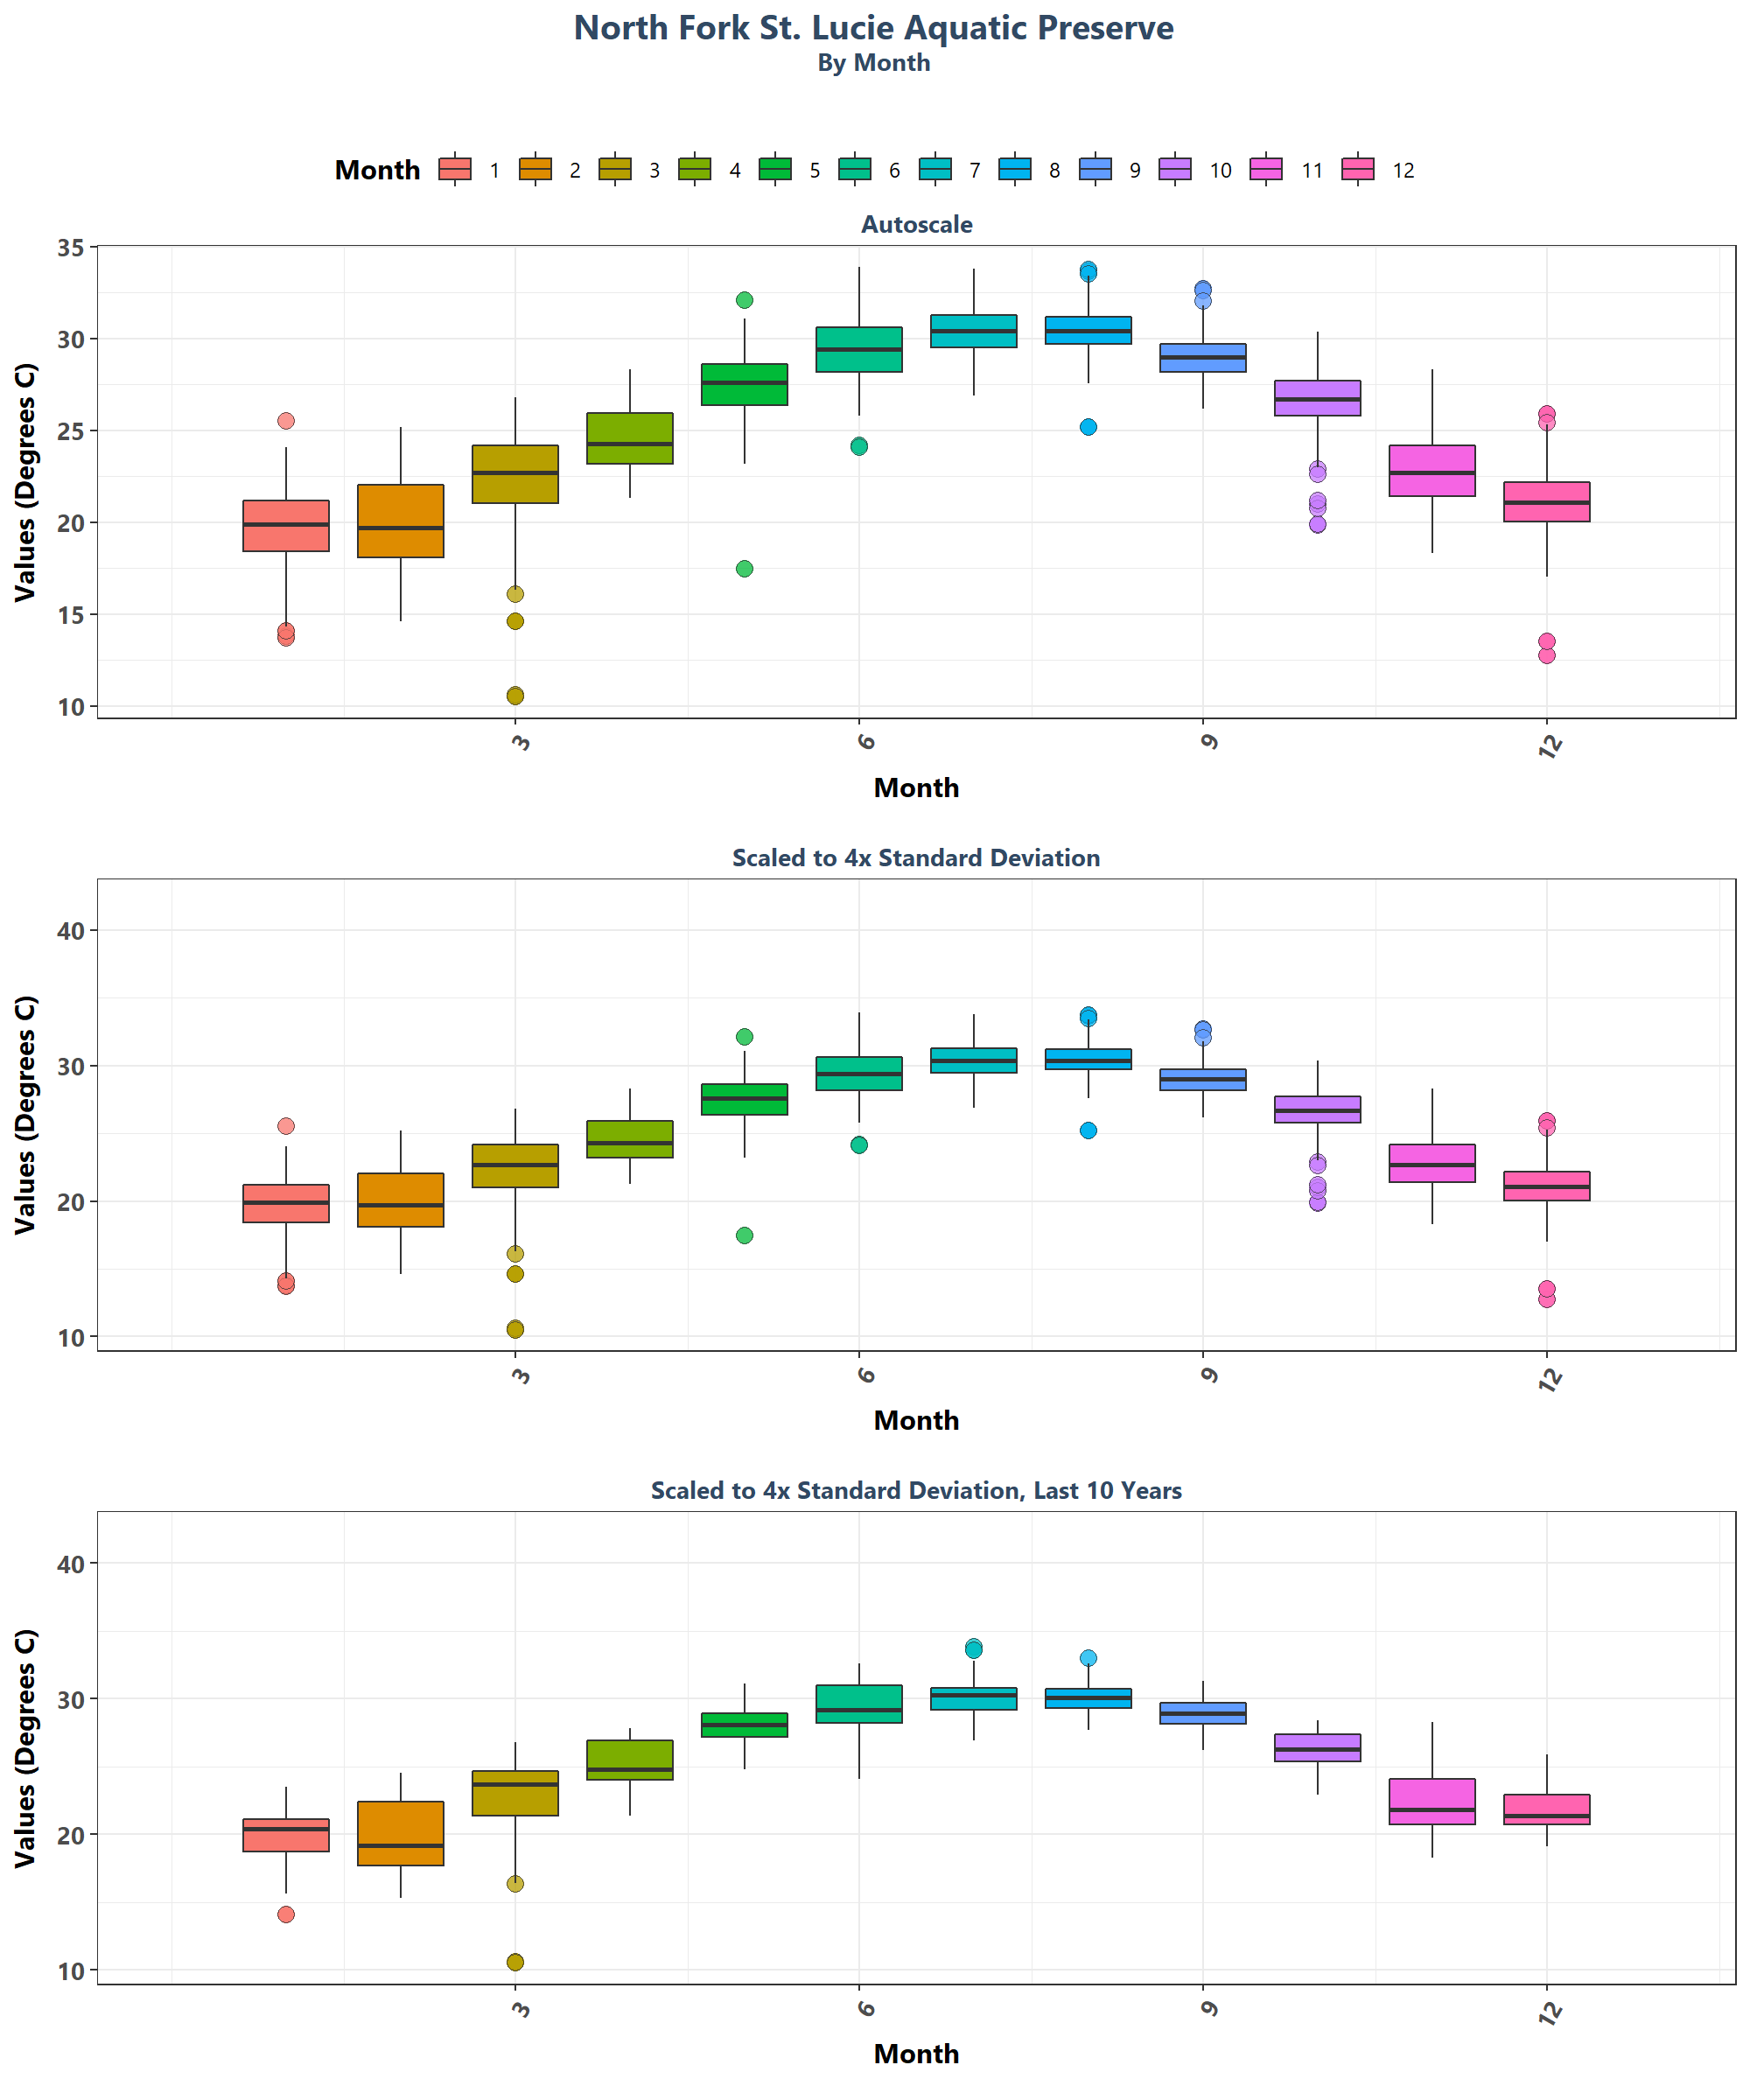 North Fork St. Lucie Aquatic Preserve
By Month
Month 1 2 3 4 5 6 7 8 9 10 11 12
Autoscale
Values (Degrees C)
35
30
25
20
15
10
3 6 9 12
Month
Scaled to 4x Standard Deviation
Values (Degrees C)
40
30
20
10
3 6 9 12
Month
Scaled to 4x Standard Deviation, Last 10 Years
Values (Degrees C)
40
30
20
10
3 6 9 12
Month